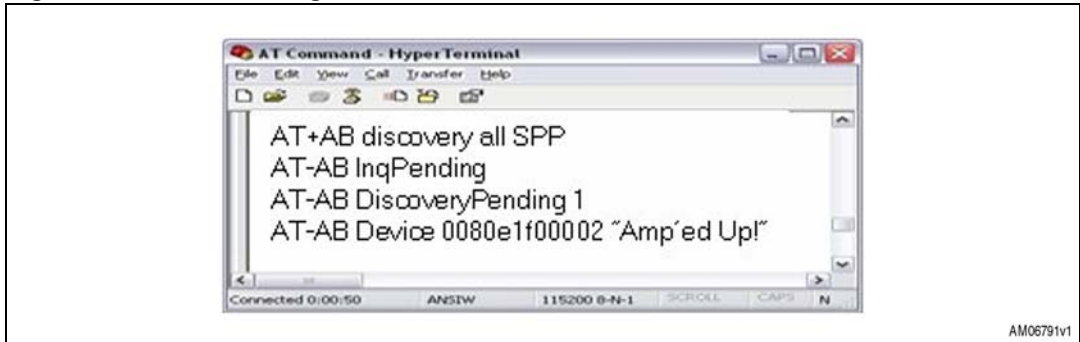 AT Command - HyperTerminal
File Edit View Call Transfer Help
AT+AB discovery all SPP
AT-AB InqPending
AT-AB DiscoveryPending 1
AT-AB Device 0080e1f00002 ˝Amp´ed Up!˝
Connected 0:00:50 ANSIW 115200 8-N-1 SCROLL CAPS N
AM06791v1